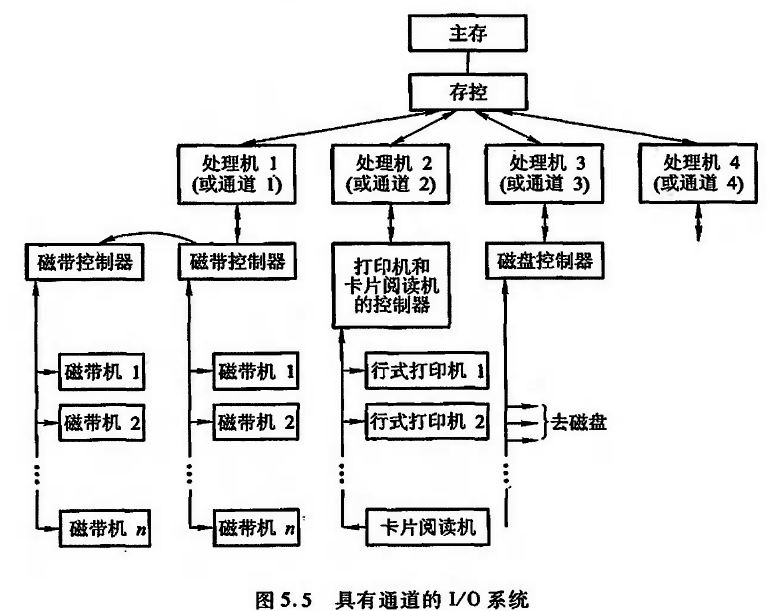 主存
存控
处理机 1
(或通道 1)
处理机 2
(或通道 2)
处理机 3
(或通道 3)
处理机 4
(或通道 4)
磁带控制器
磁带控制器
打印机和
卡片阅读机
的控制器
磁盘控制器
磁带机 1
磁带机 1
行式打印机 1
磁带机 2
磁带机 2
行式打印机 2
去磁盘
磁带机 n
磁带机 n
卡片阅读机
图 5.5 具有通道的 I/O 系统